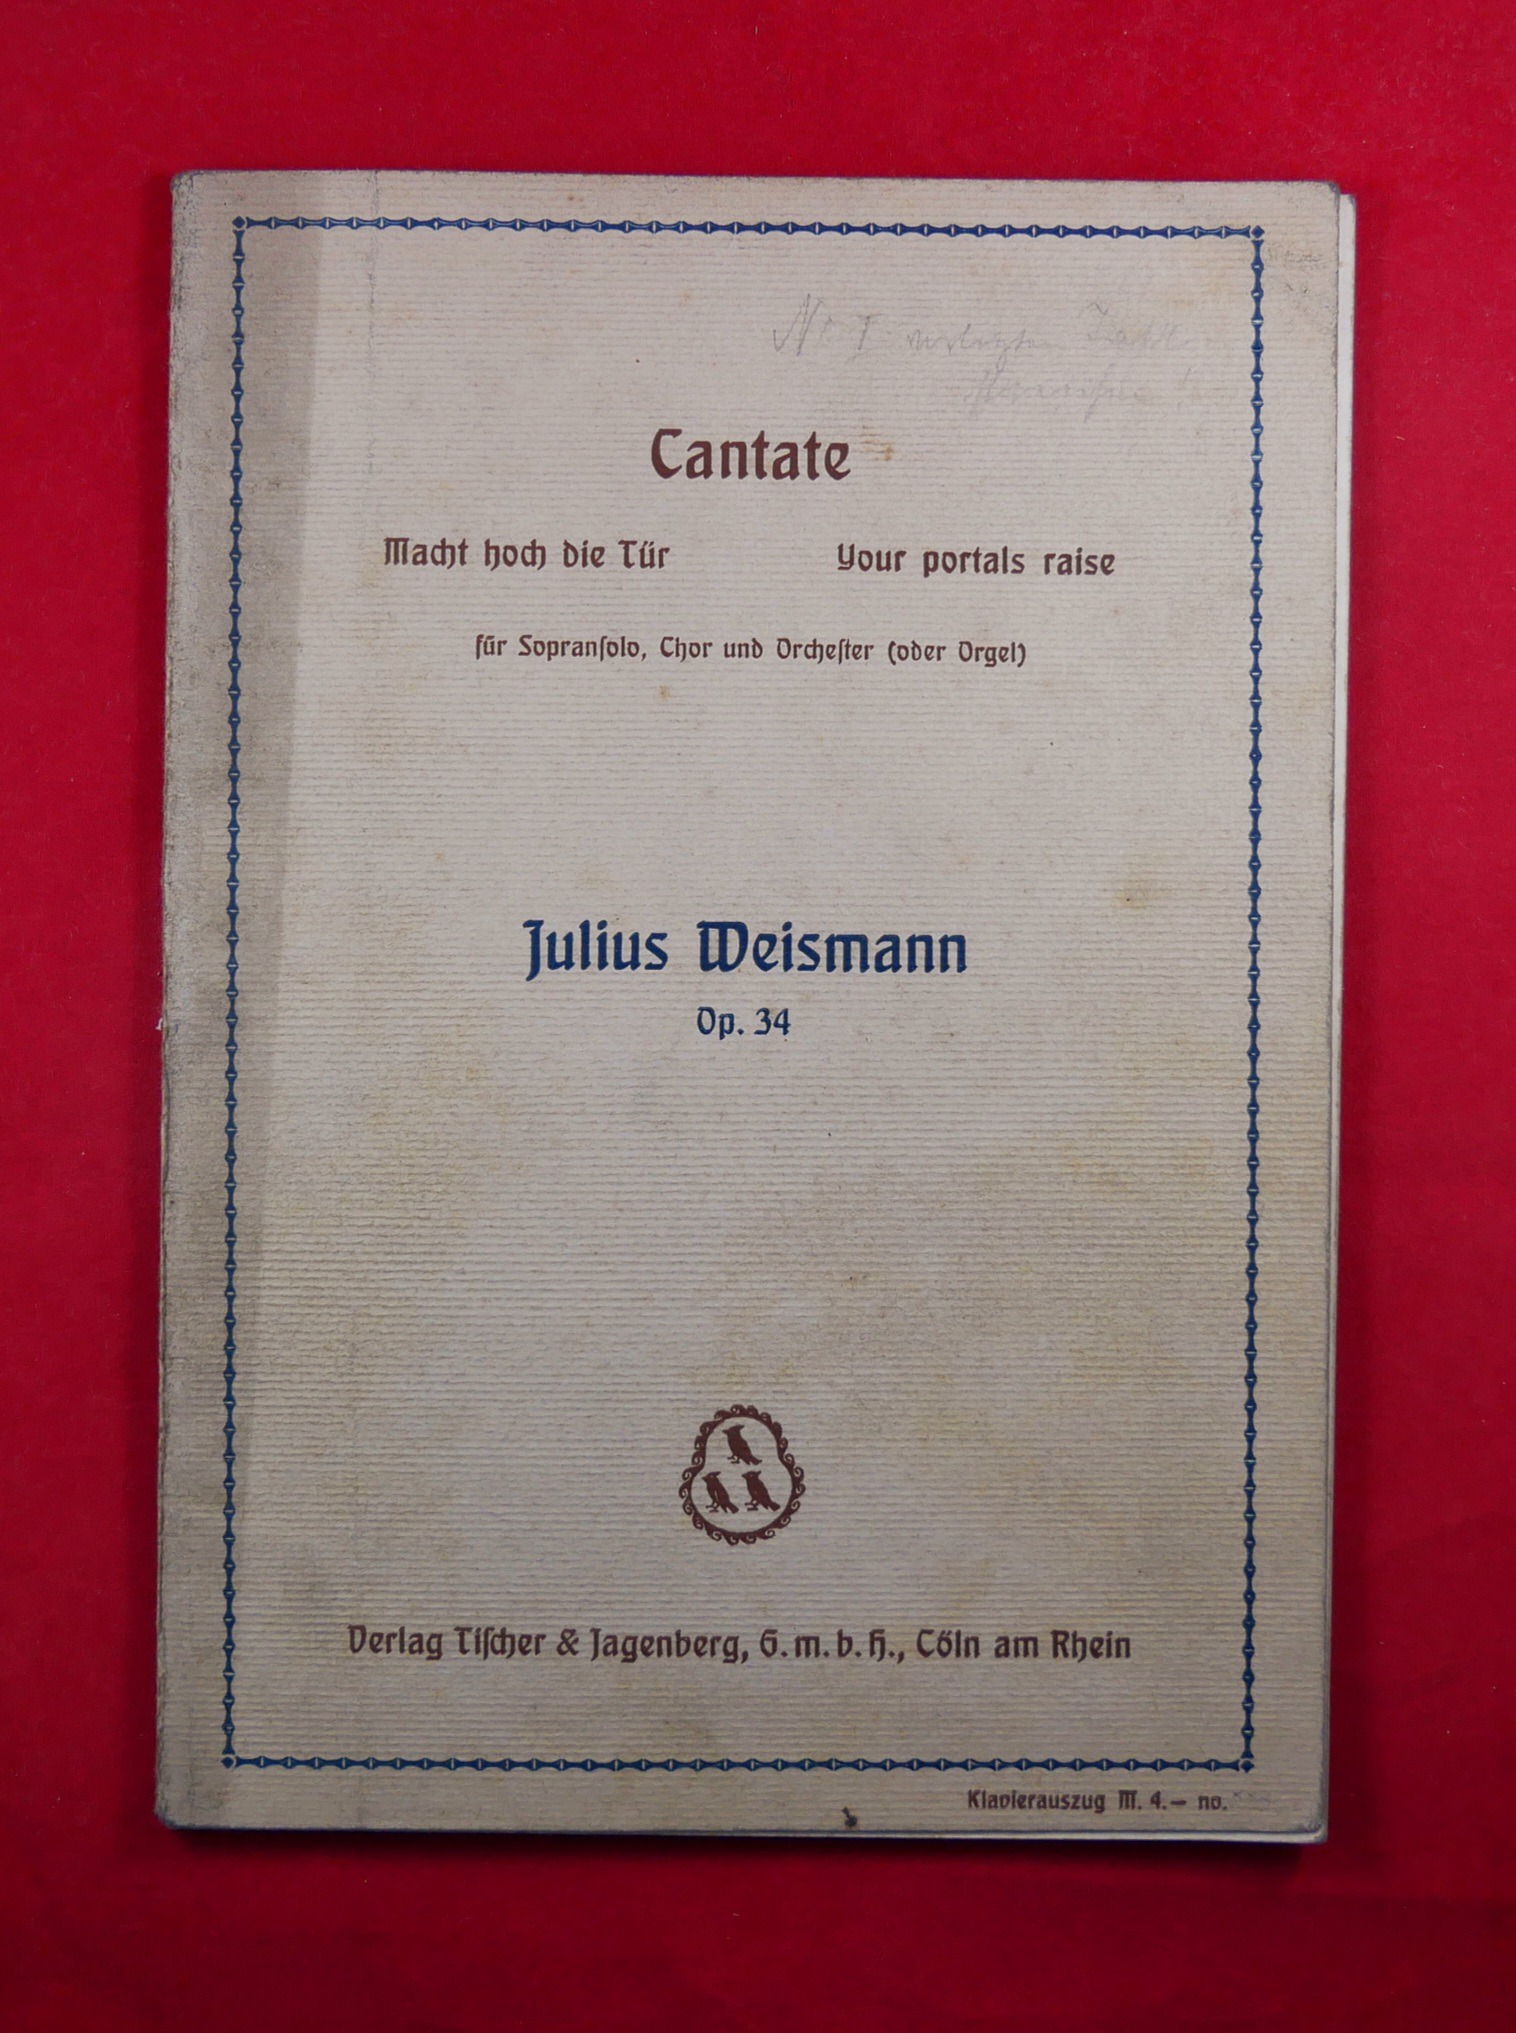 Nr. I
Cantate
Macht hoch die Tür Your portals raise
für Sopranſolo, Chor und Orcheſter (oder Orgel)
Julius Weismann
Op. 34
Verlag Tiſcher & Jagenberg, G.m.b.H., Cöln am Rhein
Klavierauszug M. 4.— no.